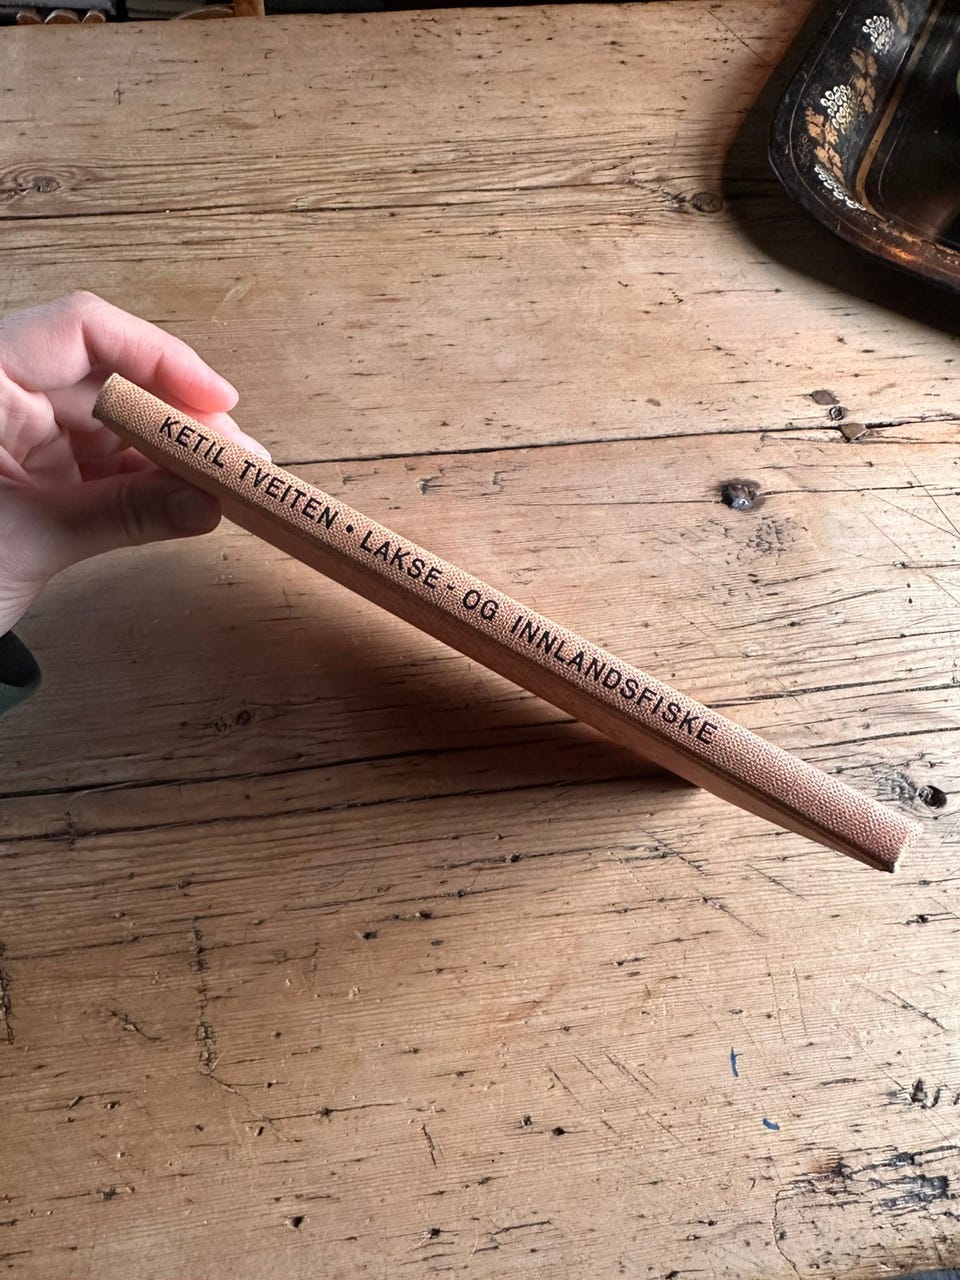 KETIL TVEITEN • LAKSE- OG INNLANDSFISKE